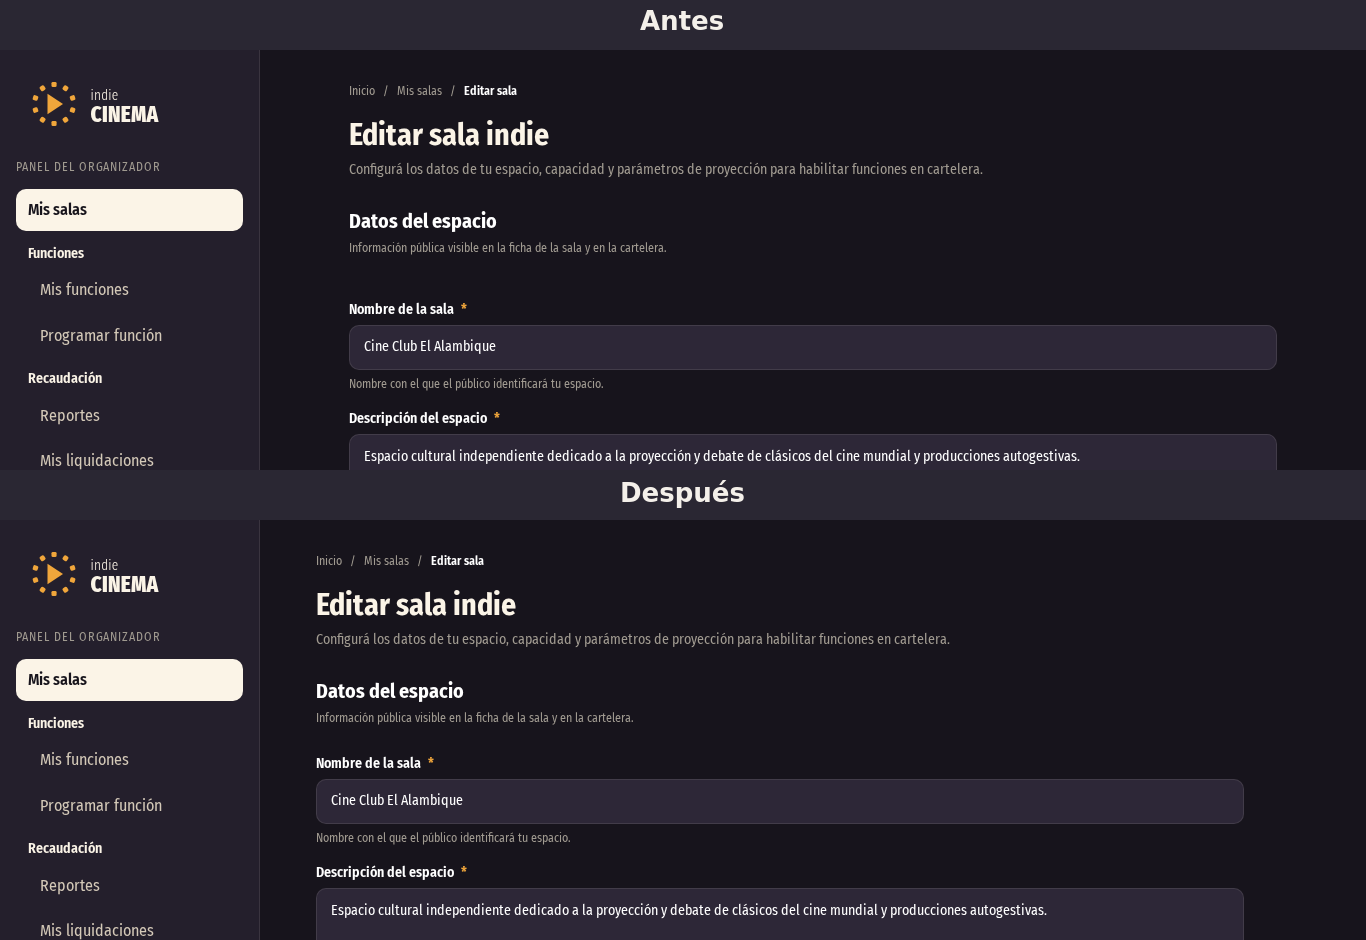 Antes
indie
CINEMA
PANEL DEL ORGANIZADOR
Mis salas
Funciones
Mis funciones
Programar función
Recaudación
Reportes
Mis liquidaciones
Inicio / Mis salas / Editar sala
Editar sala indie
Configurá los datos de tu espacio, capacidad y parámetros de proyección para habilitar funciones en cartelera.
Datos del espacio
Información pública visible en la ficha de la sala y en la cartelera.
Nombre de la sala *
Cine Club El Alambique
Nombre con el que el público identificará tu espacio.
Descripción del espacio *
Espacio cultural independiente dedicado a la proyección y debate de clásicos del cine mundial y producciones autogestivas.
Después
indie
CINEMA
PANEL DEL ORGANIZADOR
Mis salas
Funciones
Mis funciones
Programar función
Recaudación
Reportes
Mis liquidaciones
Inicio / Mis salas / Editar sala
Editar sala indie
Configurá los datos de tu espacio, capacidad y parámetros de proyección para habilitar funciones en cartelera.
Datos del espacio
Información pública visible en la ficha de la sala y en la cartelera.
Nombre de la sala *
Cine Club El Alambique
Nombre con el que el público identificará tu espacio.
Descripción del espacio *
Espacio cultural independiente dedicado a la proyección y debate de clásicos del cine mundial y producciones autogestivas.